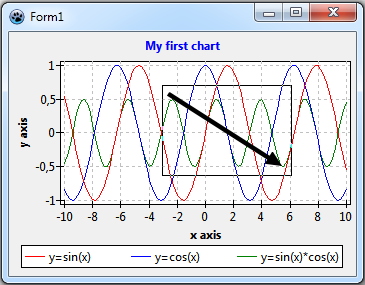 Form1
My first chart
1
0,5
0
-0,5
-1
y axis
-10 -8 -6 -4 -2 0 2 4 6 8 10
x axis
y=sin(x) y=cos(x) y=sin(x)*cos(x)